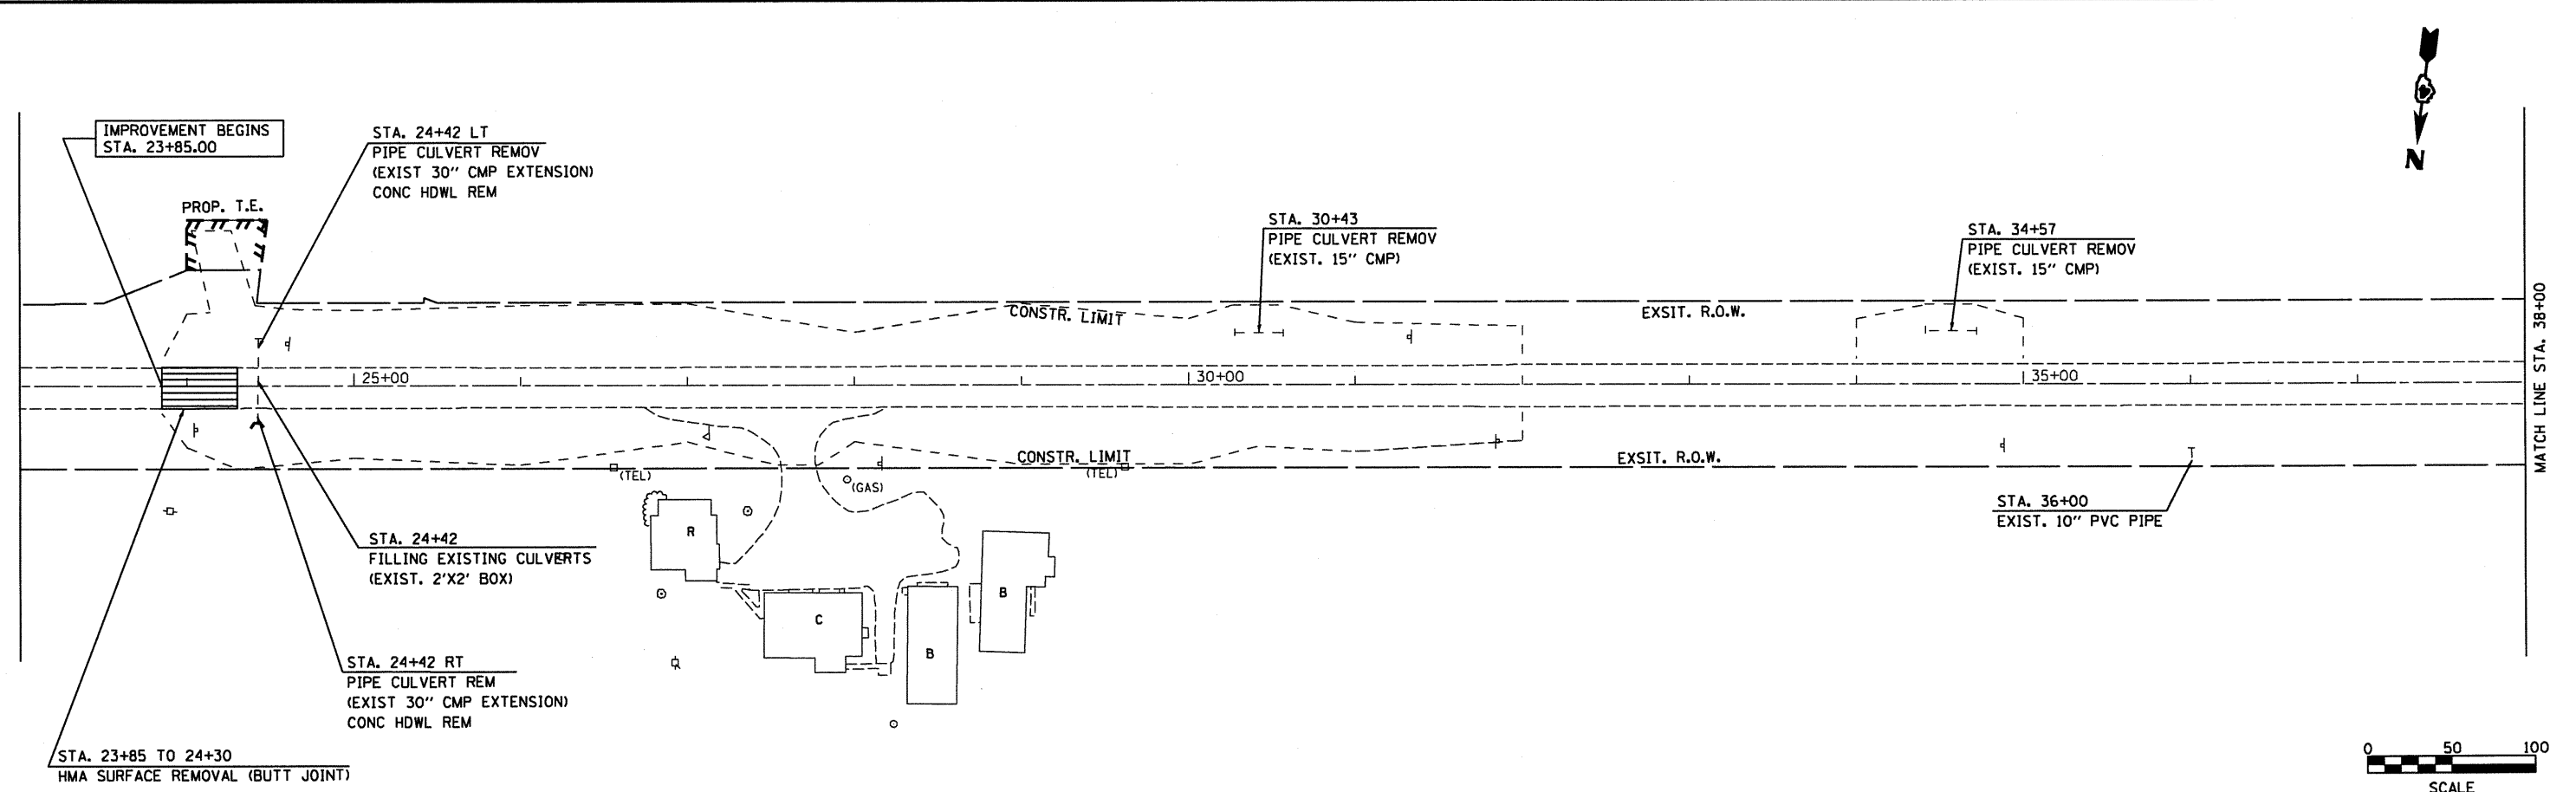 IMPROVEMENT BEGINS
STA. 23+85.00
STA. 24+42 LT
PIPE CULVERT REMOV
(EXIST 30" CMP EXTENSION)
CONC HDWL REM
PROP. T.E.
STA. 30+43
PIPE CULVERT REMOV
(EXIST. 15" CMP)
STA. 34+57
PIPE CULVERT REMOV
(EXIST. 15" CMP)
N
CONSTR. LIMIT
EXSIT. R.O.W.
MATCH LINE STA. 38+00
25+00
30+00
35+00
CONSTR. LIMIT
EXSIT. R.O.W.
(TEL)
(GAS)
(TEL)
STA. 36+00
EXIST. 10" PVC PIPE
R
C
B
B
STA. 24+42
FILLING EXISTING CULVERTS
(EXIST. 2'X2' BOX)
STA. 24+42 RT
PIPE CULVERT REM
(EXIST 30" CMP EXTENSION)
CONC HDWL REM
STA. 23+85 TO 24+30
HMA SURFACE REMOVAL (BUTT JOINT)
0 50 100
SCALE